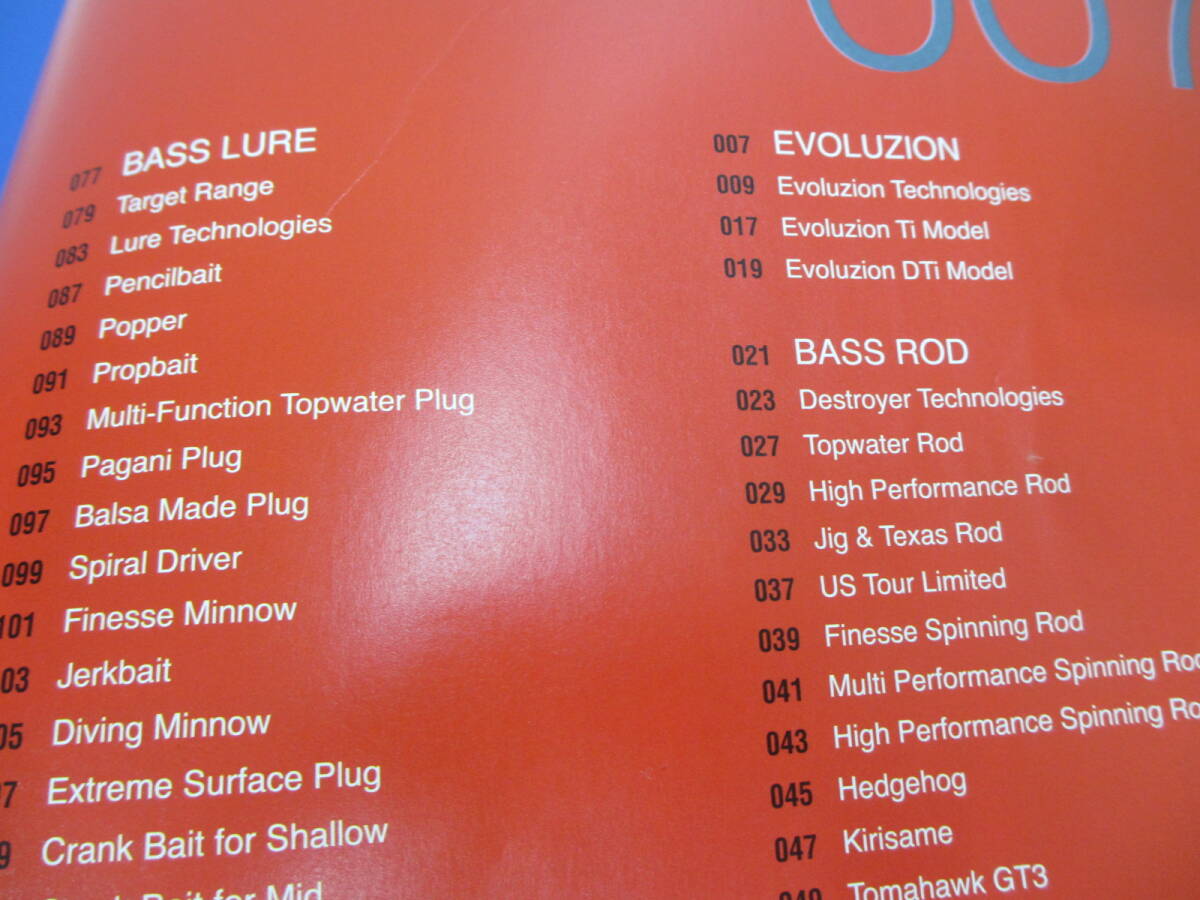 077 BASS LURE
079 Target Range
083 Lure Technologies
087 Pencilbait
089 Popper
091 Propbait
093 Multi-Function Topwater Plug
095 Pagani Plug
097 Balsa Made Plug
099 Spiral Driver
101 Finesse Minnow
03 Jerkbait
05 Diving Minnow
7 Extreme Surface Plug
9 Crank Bait for Shallow
Bait for Mid
007 EVOLUZION
009 Evoluzion Technologies
017 Evoluzion Ti Model
019 Evoluzion DTi Model
021 BASS ROD
023 Destroyer Technologies
027 Topwater Rod
029 High Performance Rod
033 Jig & Texas Rod
037 US Tour Limited
039 Finesse Spinning Rod
041 Multi Performance Spinning Rod
043 High Performance Spinning Ro
045 Hedgehog
047 Kirisame
049 Tomahawk GT3